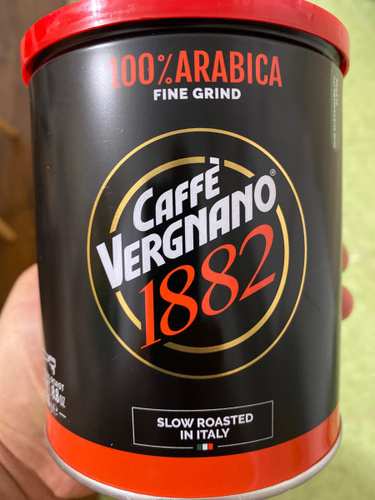 100% ARABICA
FINE GRIND
CAFFÈ
VERGNANO®
1882
SLOW ROASTED
IN ITALY